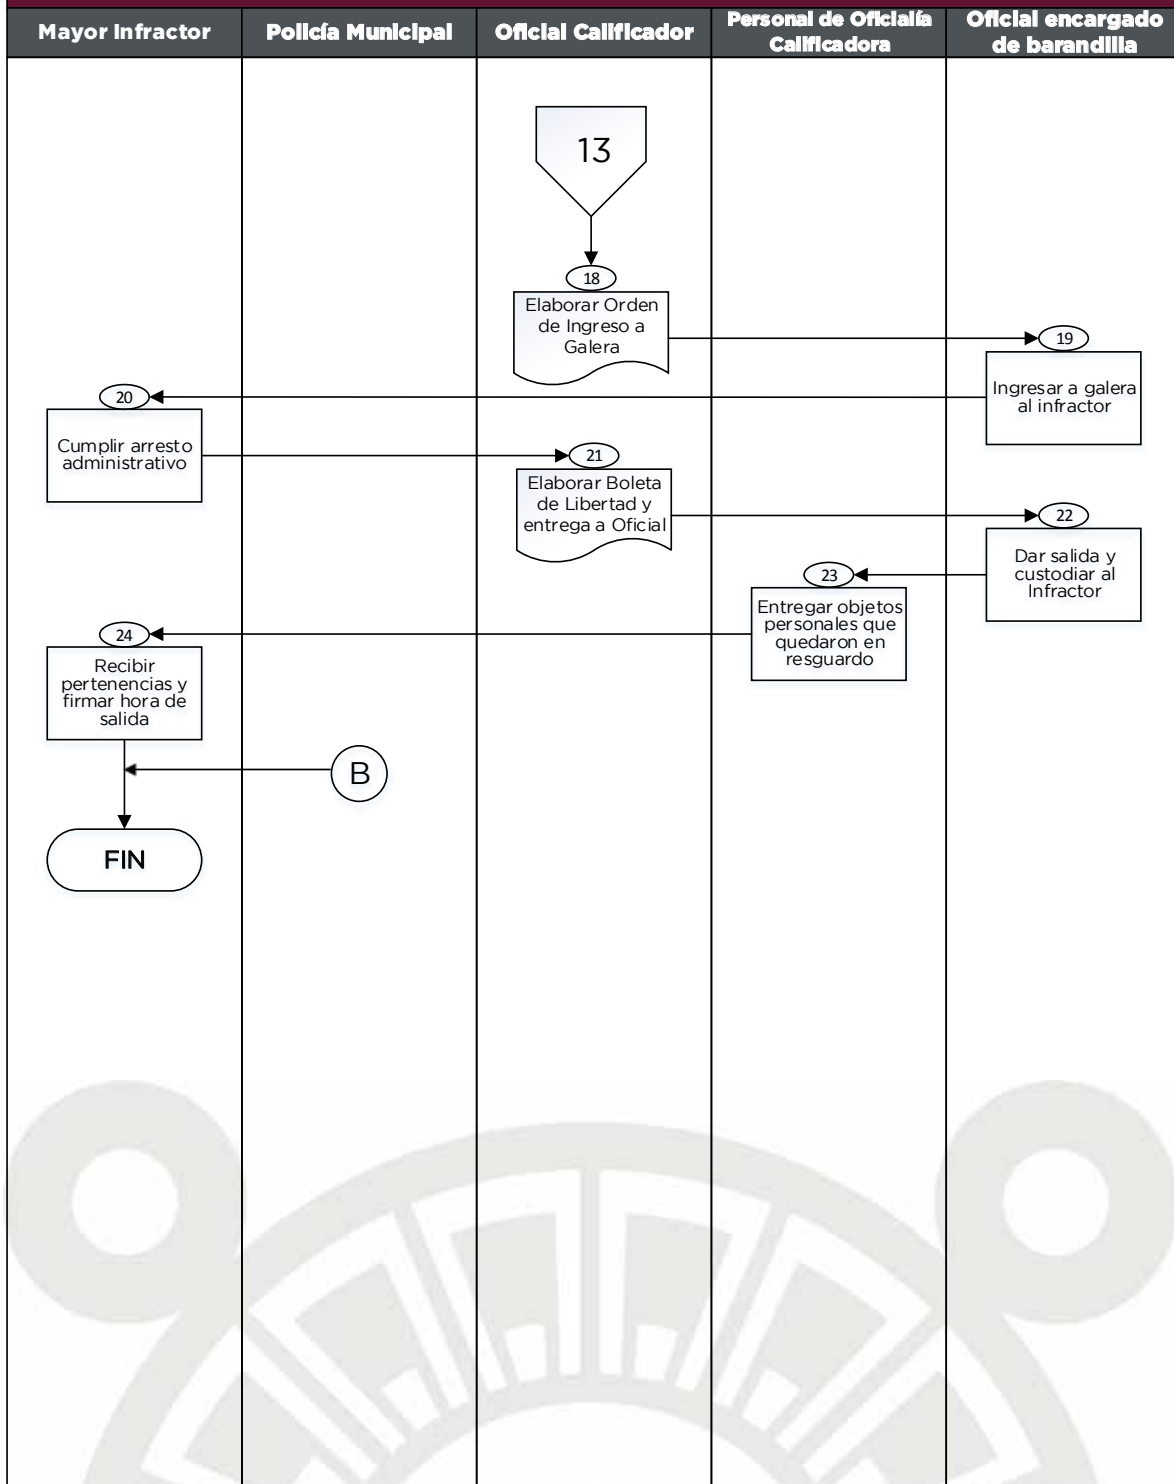 Mayor Infractor
Policía Municipal
Oficial Calificador
Personal de Oficialía
Calificadora
Oficial encargado
de barandilla
13
18
Elaborar Orden
de Ingreso a
Galera
19
Ingresar a galera
al infractor
20
Cumplir arresto
administrativo
21
Elaborar Boleta
de Libertad y
entrega a Oficial
22
Dar salida y
custodiar al
Infractor
23
Entregar objetos
personales que
quedaron en
resguardo
24
Recibir
pertenencias y
firmar hora de
salida
B
FIN